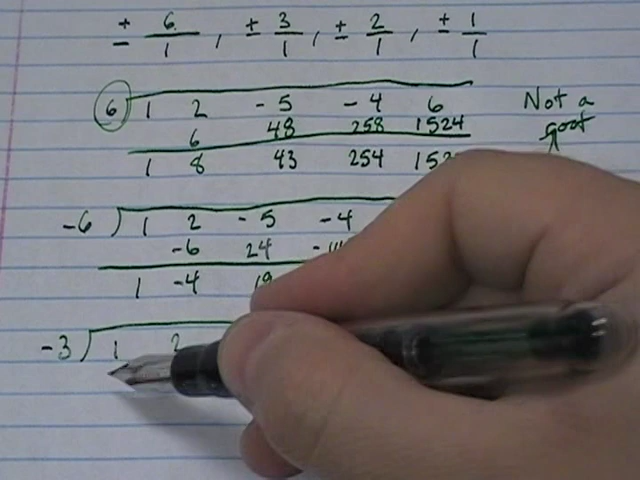 ± 6/1 , ± 3/1 , ± 2/1 , ± 1/1
6 ) 1 2 -5 -4 6 Not a
6 48 258 1524
1 8 43 254
-6 ) 1 2 -5 -4
-6 24
1 -4 19
-3 ) 1 2